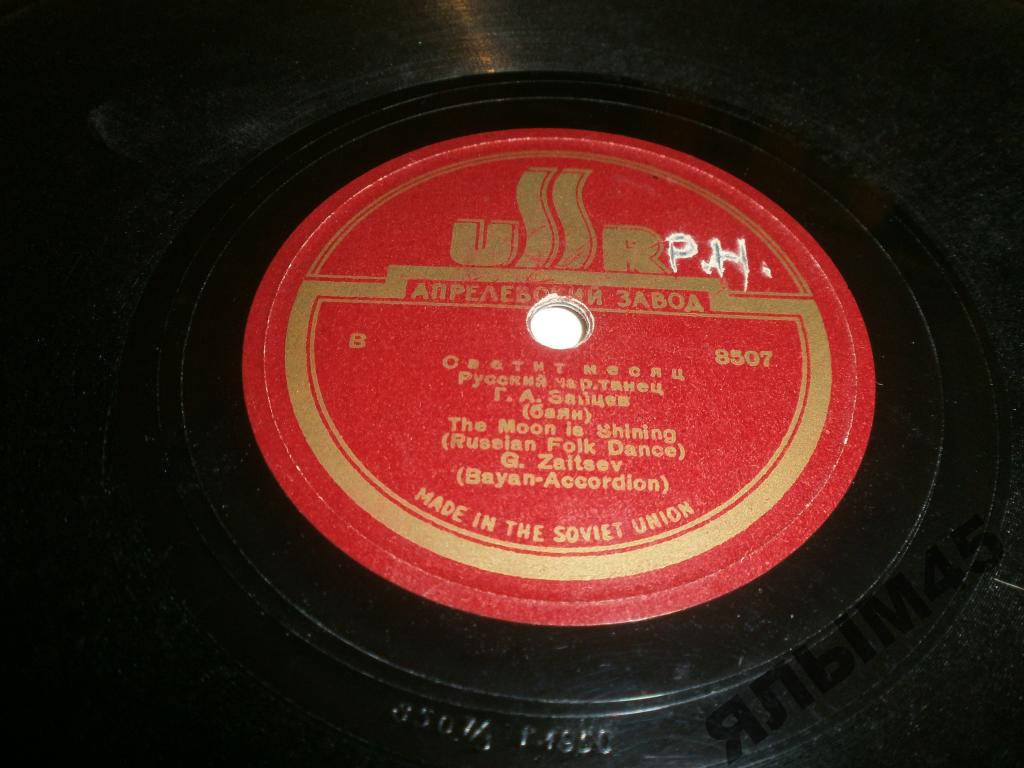 USSR
Р.Н.
АПРЕЛЕВСКИЙ ЗАВОД
В 8507
Светит месяц
Русский нар.танец
Г. А. Зайцев
(баян)
The Moon is Shining
(Russian Folk Dance)
G. Zaitsev
(Bayan-Accordion)
MADE IN THE SOVIET UNION
ЯЛЫМ45